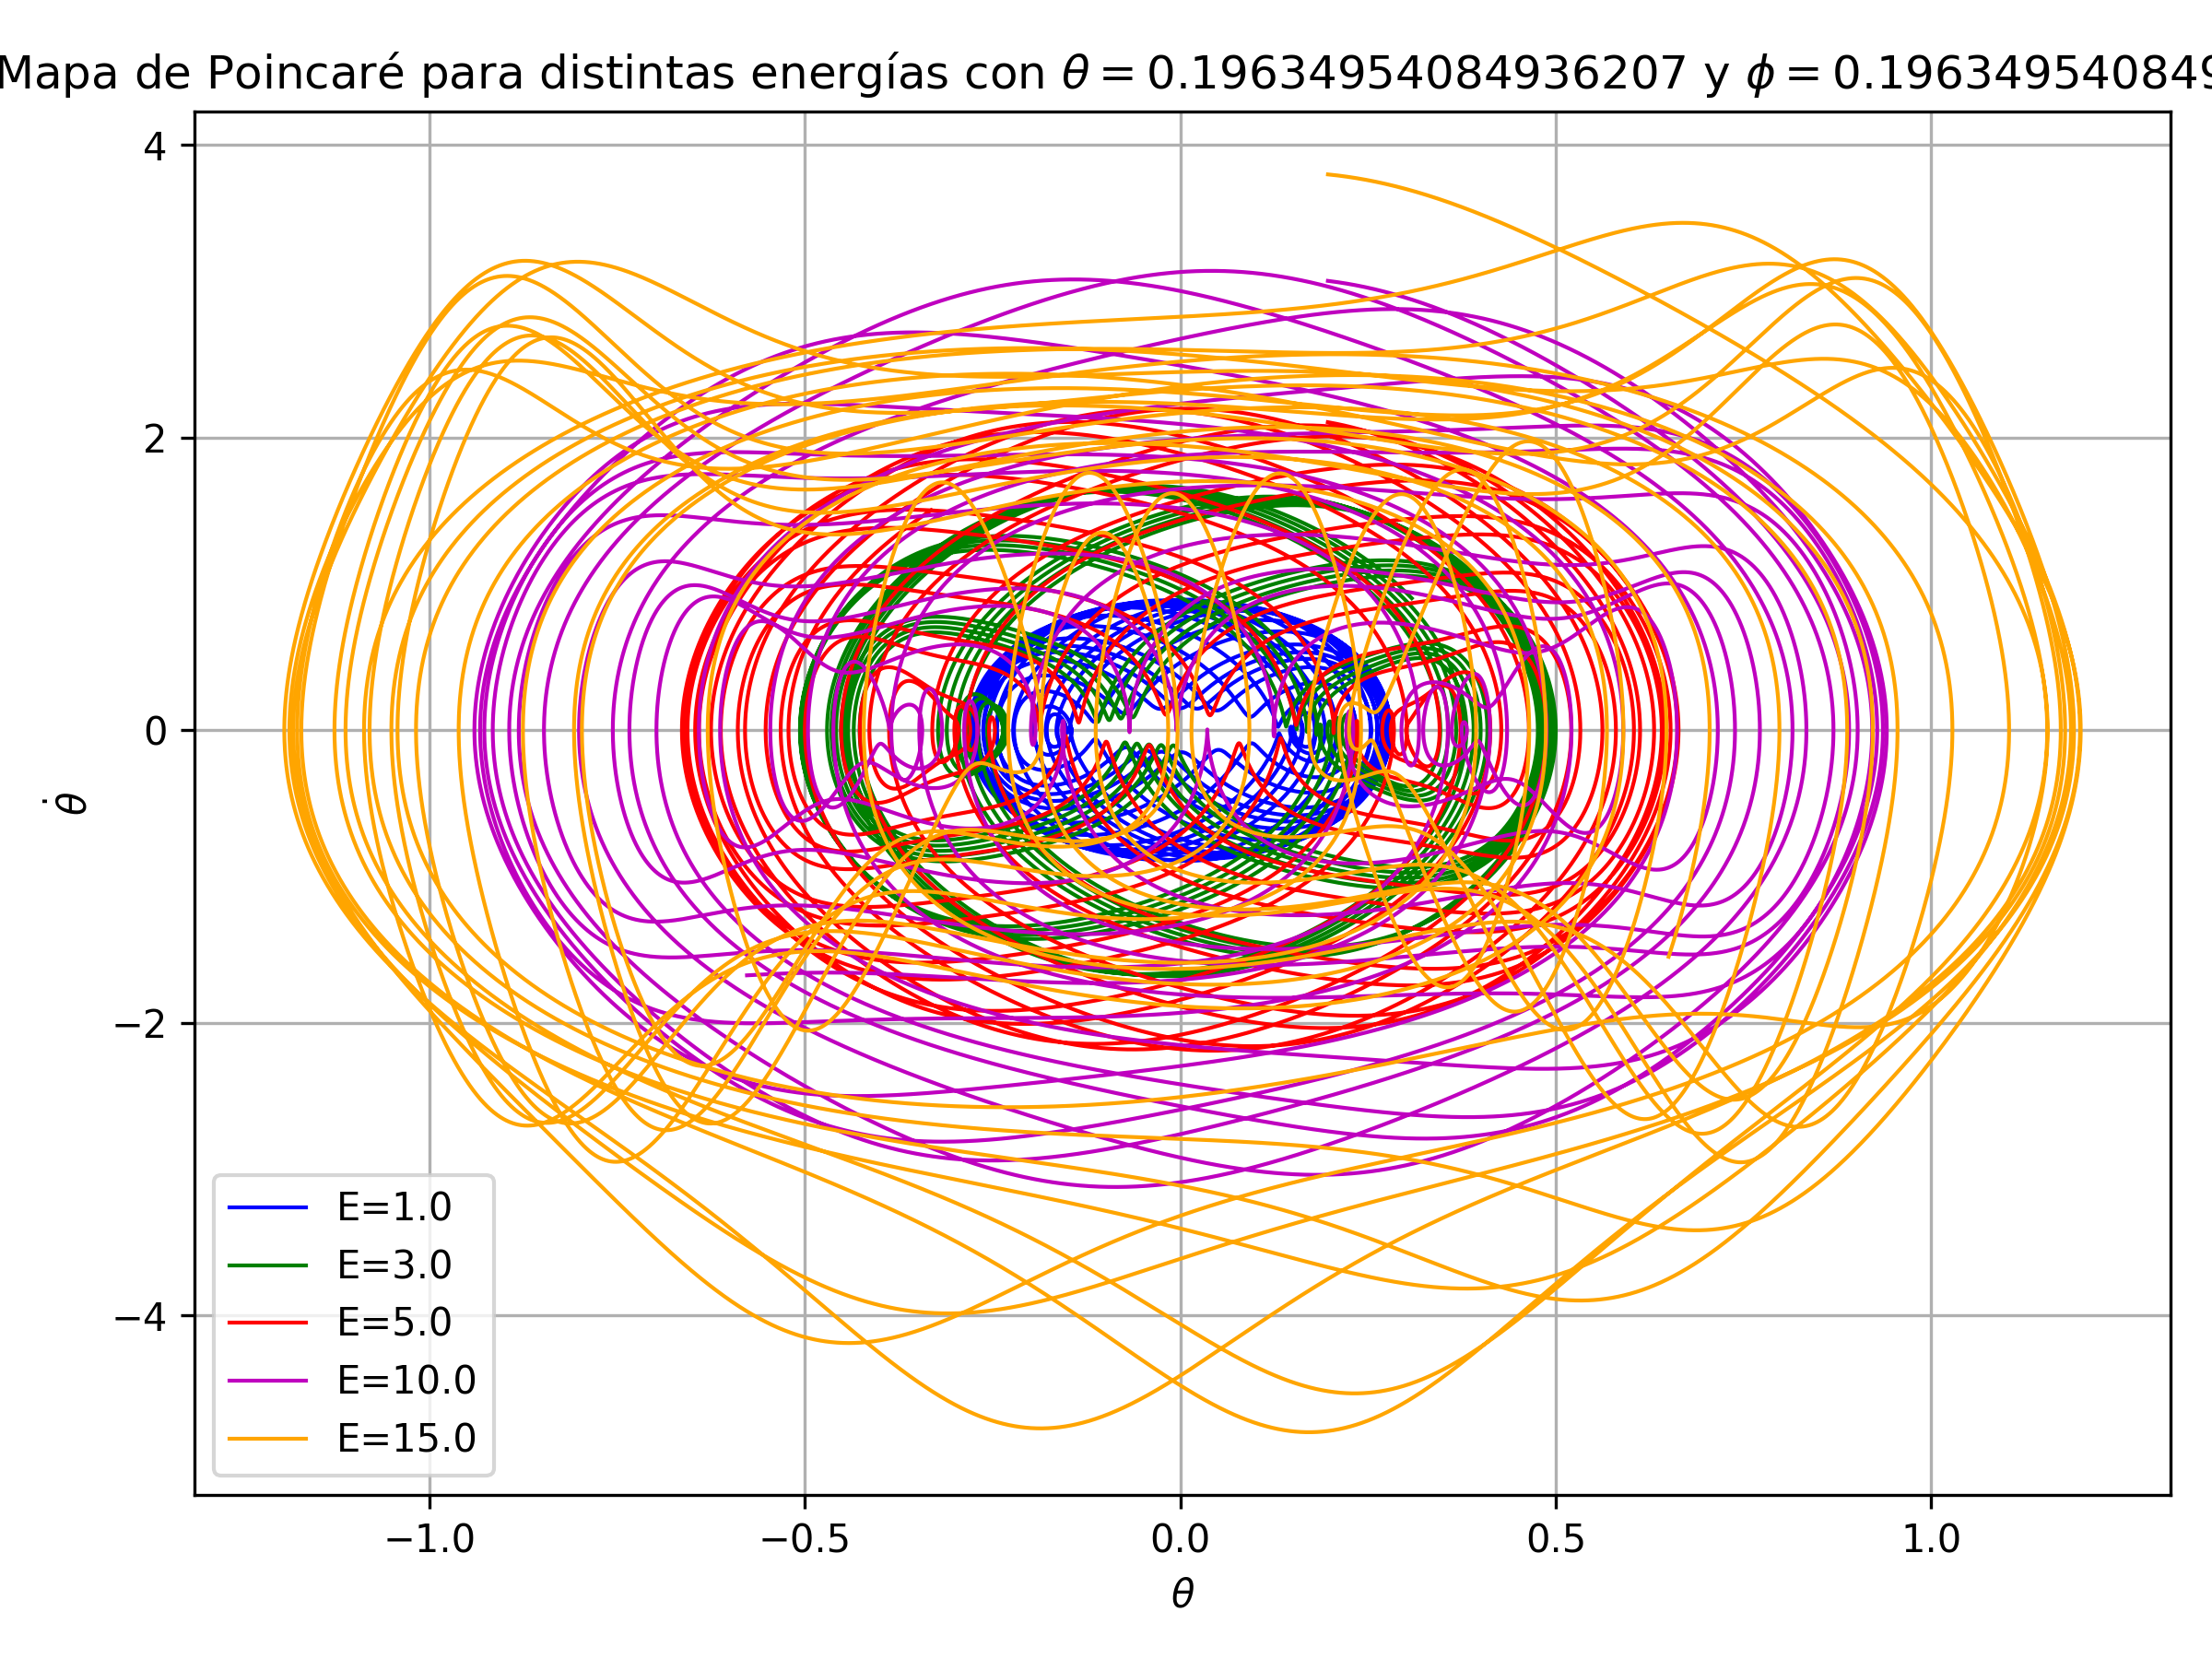 Mapa de Poincaré para distintas energías con θ = 0.19634954084936207 y ϕ = 0.196349540849
4
2
0
−2
−4
θ̇
E=1.0
E=3.0
E=5.0
E=10.0
E=15.0
−1.0 −0.5 0.0 0.5 1.0
θ